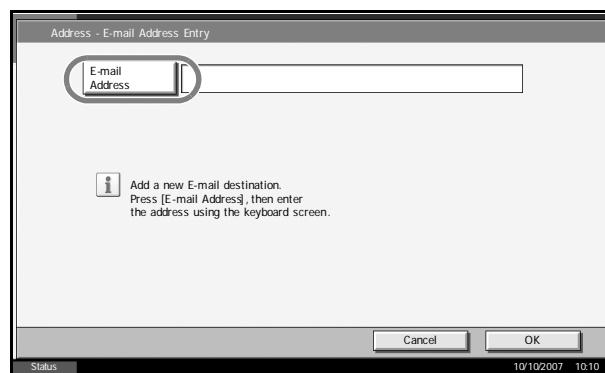 Address - E-mail Address Entry
E-mail
Address
Add a new E-mail destination.
Press [E-mail Address], then enter
the address using the keyboard screen.
Cancel
OK
Status
10/10/2007 10:10